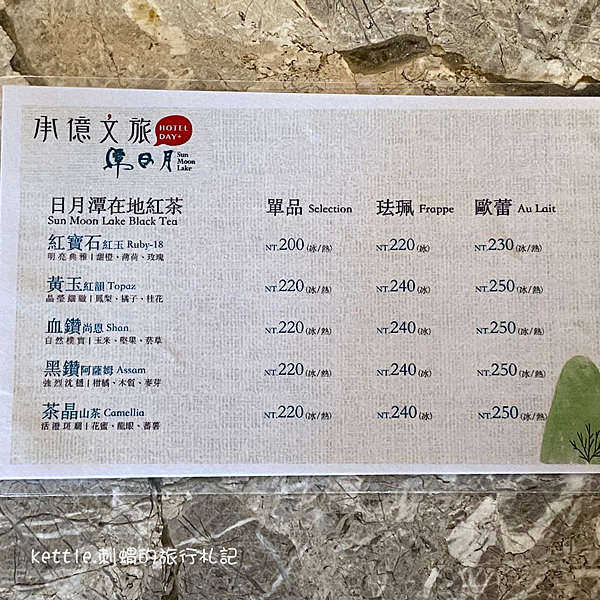 承億文旅 HOTEL DAY+
潭日月 Sun Moon Lake
日月潭在地紅茶 單品 Selection 珐珮 Frappe 歐蕾 Au Lait
Sun Moon Lake Black Tea
紅寶石 紅玉 Ruby-18 NT.200(冰/熱) NT.220(冰) NT.230(冰/熱)
明亮典雅|甜橙、薄荷、玫瑰
黃玉 紅韻 Topaz NT.220(冰/熱) NT.240(冰) NT.250(冰/熱)
晶瑩細緻|鳳梨、橘子、桂花
血鑽 尚恩 Shan NT.220(冰/熱) NT.240(冰) NT.250(冰/熱)
自然樸實|玉米、堅果、菸草
黑鑽 阿薩姆 Assam NT.220(冰/熱) NT.240(冰) NT.250(冰/熱)
強烈沈穩|柑橘、木質、麥芽
茶晶 山茶 Camellia NT.220(冰/熱) NT.240(冰) NT.250(冰/熱)
活澄斑斕|花蜜、龍眼、蕃薯
kettle.刺蝟的旅行札記